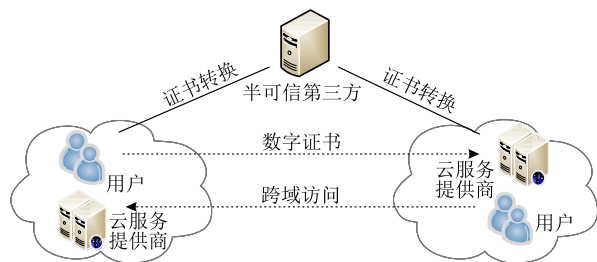 半可信第三方
证书转换
证书转换
数字证书
用户
云服务
提供商
跨域访问
云服务
提供商
用户